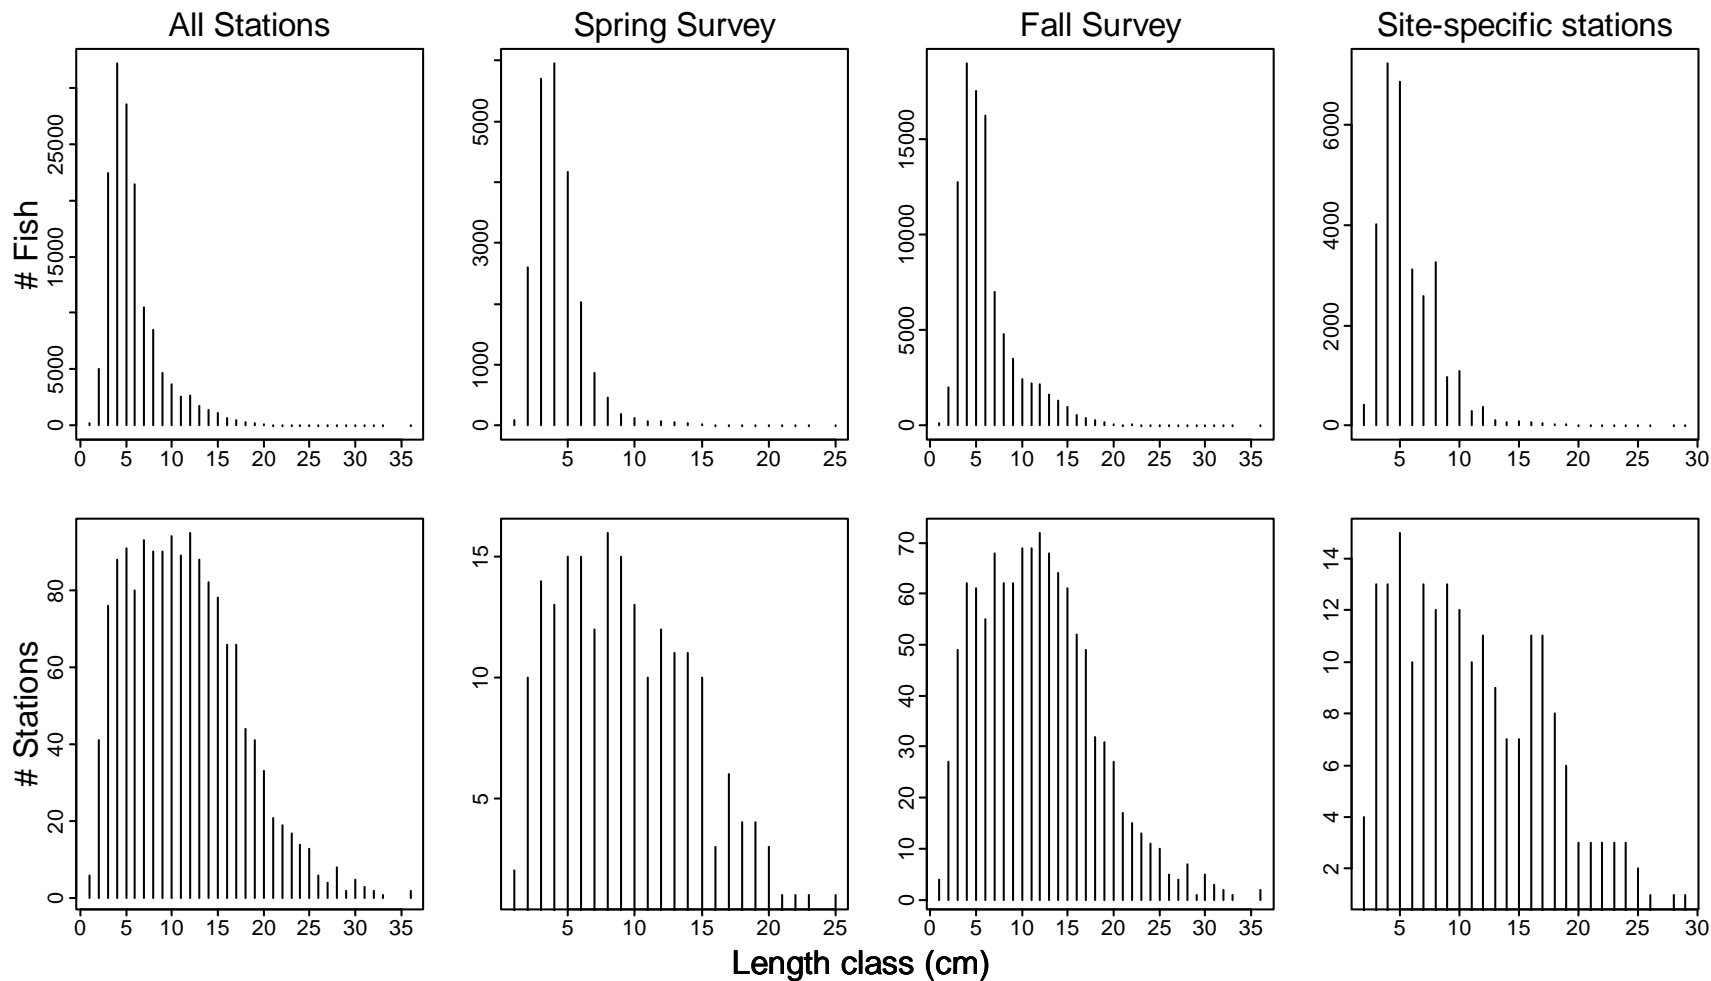 All Stations
Spring Survey
Fall Survey
Site-specific stations
# Fish
0 5000 15000 25000
0 5 10 15 20 25 30 35
0 1000 3000 5000
5 10 15 20 25
0 5000 10000 15000
0 5 10 15 20 25 30 35
0 2000 4000 6000
5 10 15 20 25 30
# Stations
0 20 40 60 80
0 5 10 15 20 25 30 35
5 10 15
5 10 15 20 25
0 10 20 30 40 50 60 70
0 5 10 15 20 25 30 35
2 4 6 8 10 12 14
5 10 15 20 25 30
Length class (cm)